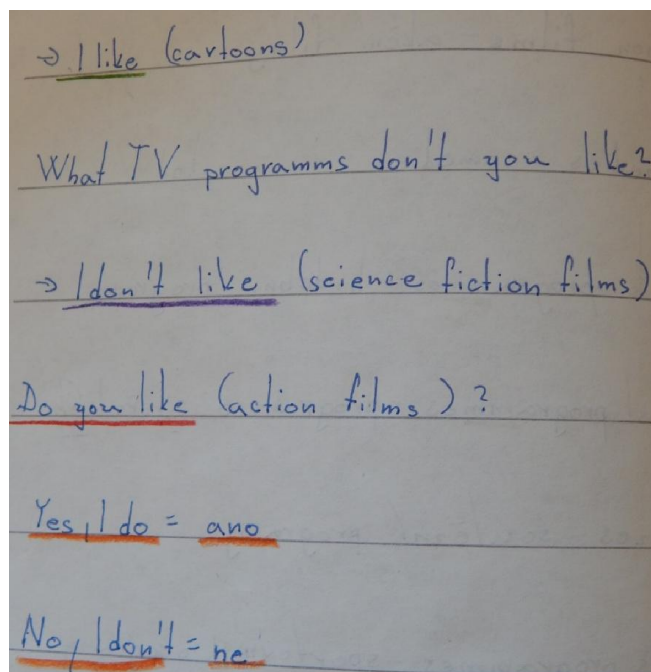 → I like (cartoons)
What TV programms don't you like?
→ I don't like (science fiction films)
Do you like (action films)?
Yes, I do = ano
No, I don't = ne